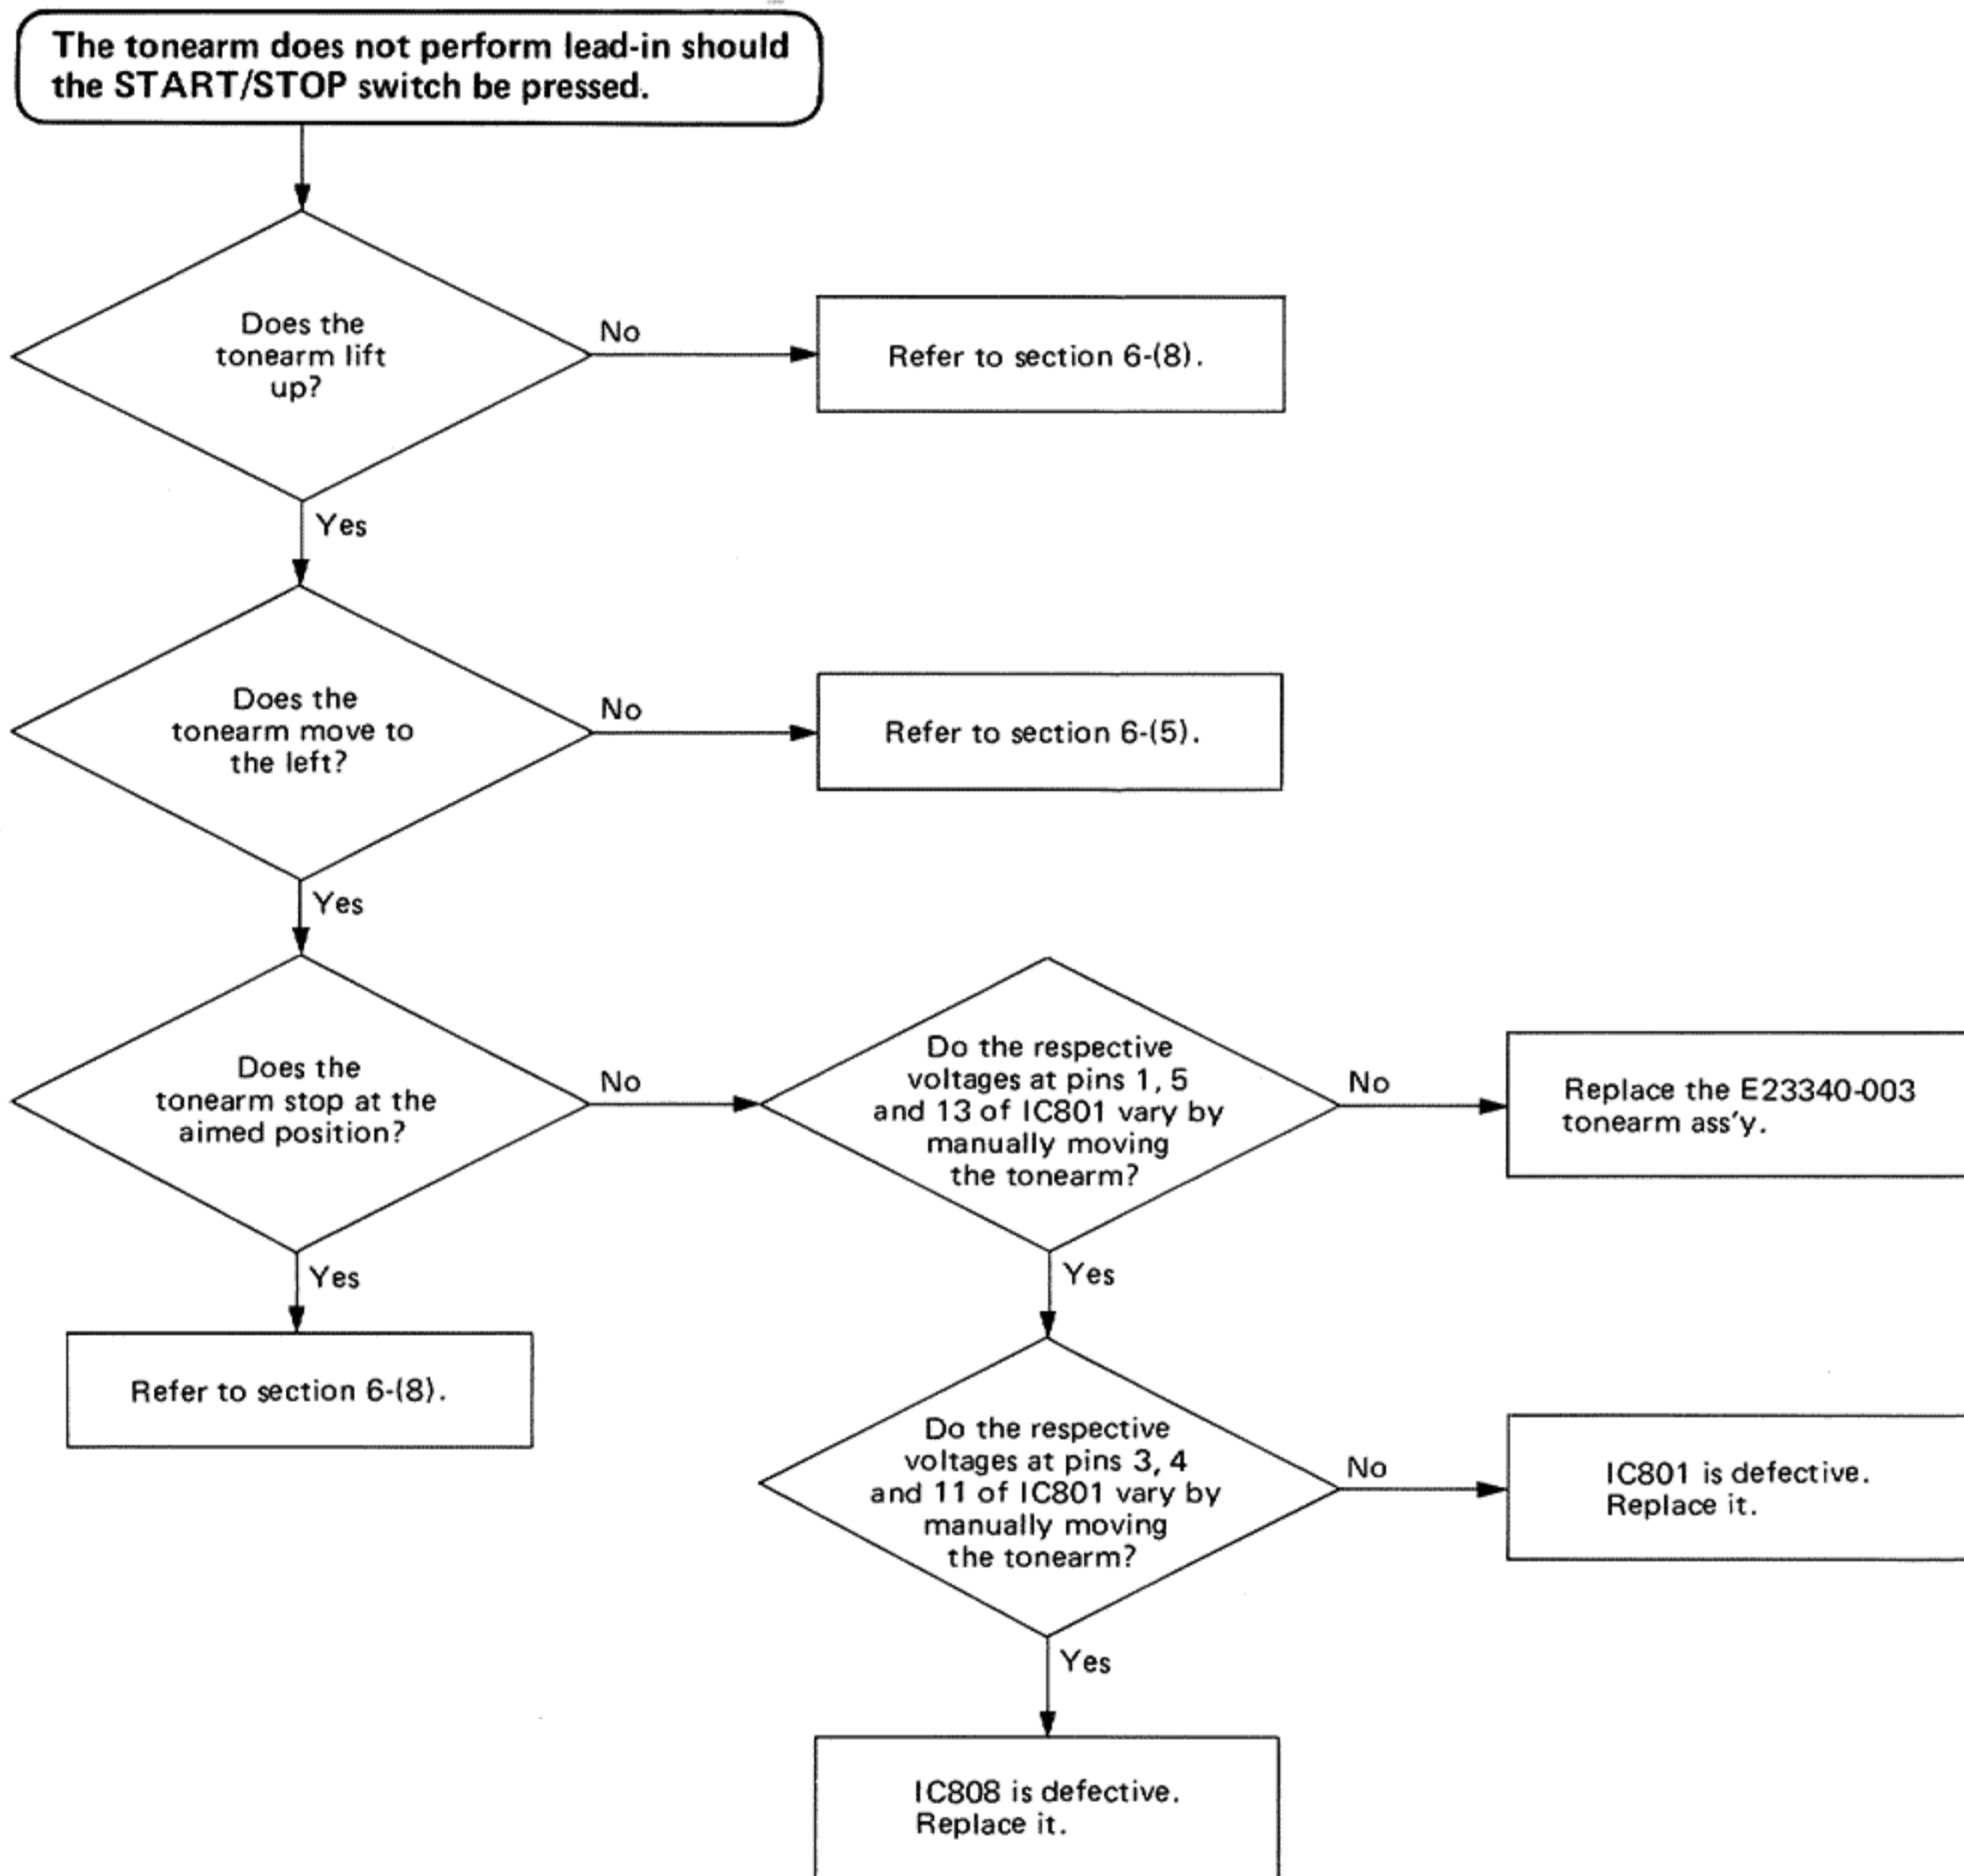 The tonearm does not perform lead-in should
the START/STOP switch be pressed.
Does the
tonearm lift
up?
No
Refer to section 6-(8).
Yes
Does the
tonearm move to
the left?
No
Refer to section 6-(5).
Yes
Does the
tonearm stop at the
aimed position?
No
Do the respective
voltages at pins 1, 5
and 13 of IC801 vary by
manually moving
the tonearm?
No
Replace the E23340-003
tonearm ass'y.
Yes
Refer to section 6-(8).
Yes
Do the respective
voltages at pins 3, 4
and 11 of IC801 vary by
manually moving
the tonearm?
No
IC801 is defective.
Replace it.
Yes
IC808 is defective.
Replace it.